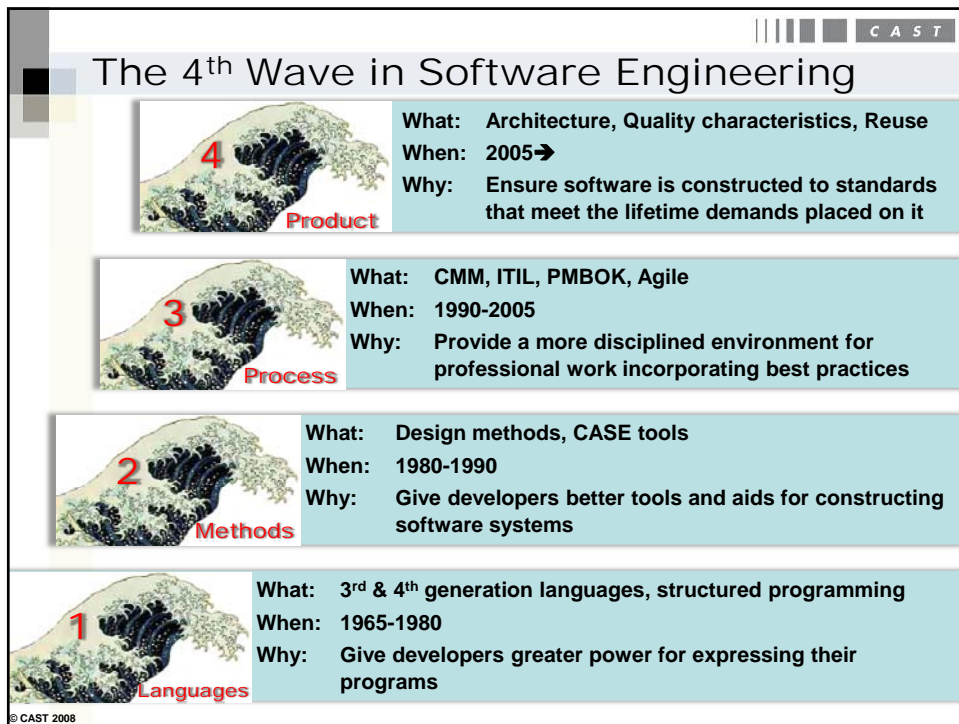 C A S T
The 4th Wave in Software Engineering
4
Product
What: Architecture, Quality characteristics, Reuse
When: 2005➔
Why: Ensure software is constructed to standards
that meet the lifetime demands placed on it
3
Process
What: CMM, ITIL, PMBOK, Agile
When: 1990-2005
Why: Provide a more disciplined environment for
professional work incorporating best practices
2
Methods
What: Design methods, CASE tools
When: 1980-1990
Why: Give developers better tools and aids for constructing
software systems
1
Languages
What: 3rd & 4th generation languages, structured programming
When: 1965-1980
Why: Give developers greater power for expressing their
programs
© CAST 2008